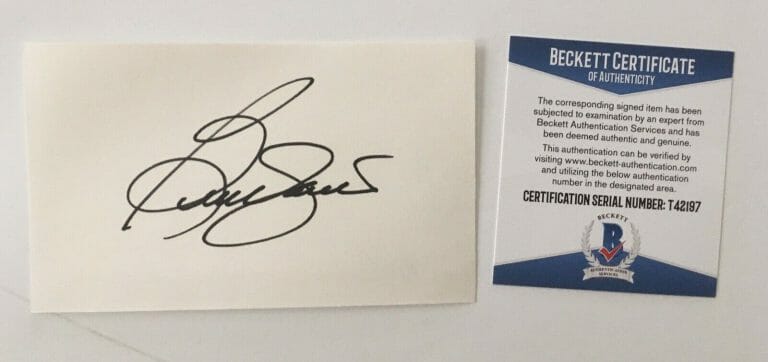 BECKETT CERTIFICATE
OF AUTHENTICITY
The corresponding signed item has been
subjected to examination by an expert from
Beckett Authentication Services and has
been deemed authentic and genuine.
This authentication can be verified by
visiting www.beckett-authentication.com
and utilizing the below authentication
number in the designated area.
CERTIFICATION SERIAL NUMBER: T42197
BECKETT
B
AUTHENTICATION
SERVICES